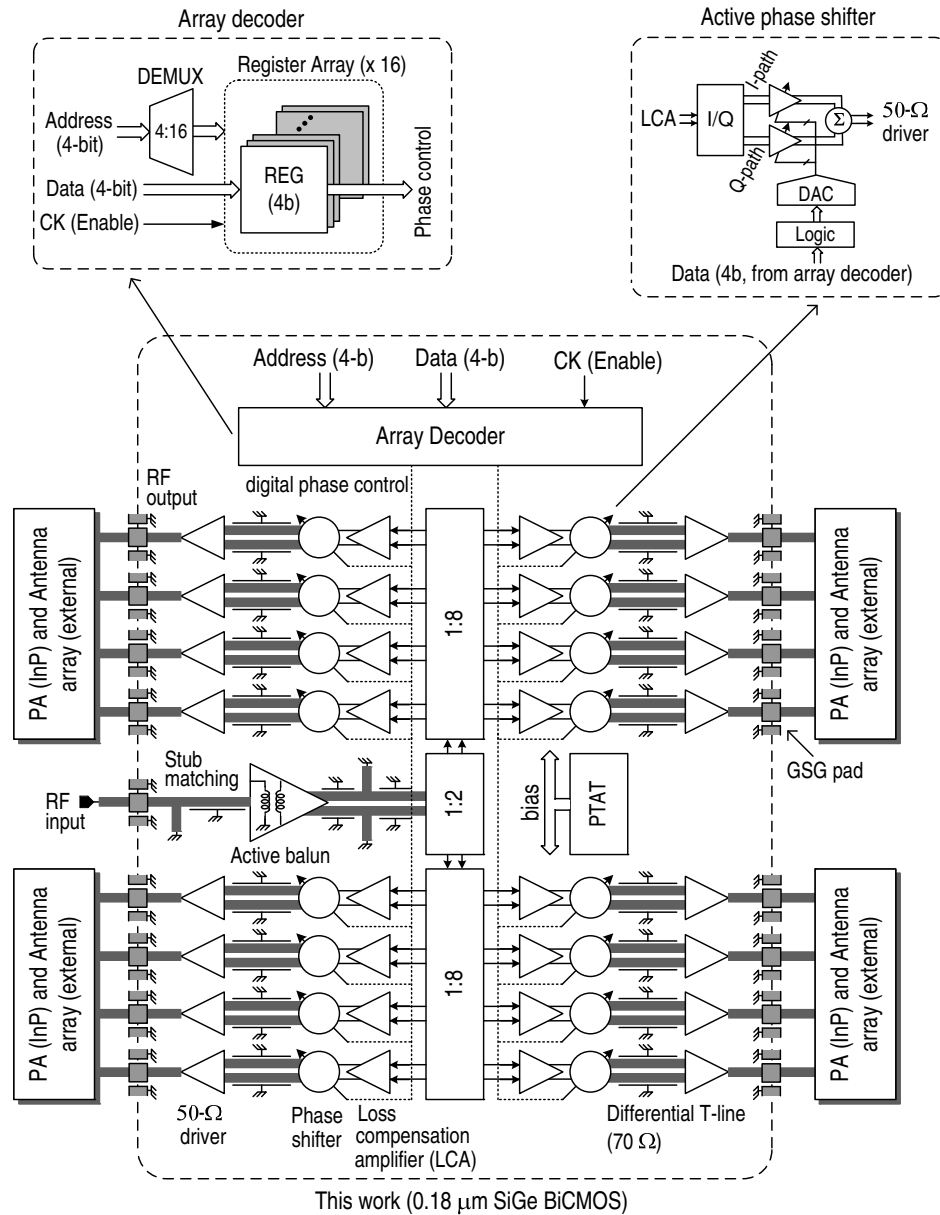 Array decoder
DEMUX
Register Array (x 16)
Address
(4-bit)
4:16
Data (4-bit)
REG
(4b)
CK (Enable)
Phase control
Active phase shifter
I-path
LCA
I/Q
Σ
50-Ω
driver
Q-path
DAC
Logic
Data (4b, from array decoder)
Address (4-b)
Data (4-b)
CK (Enable)
Array Decoder
RF
output
digital phase control
PA (InP) and Antenna
array (external)
1:8
PA (InP) and Antenna
array (external)
Stub
matching
GSG pad
RF
input
1:2
bias
PTAT
Active balun
PA (InP) and Antenna
array (external)
1:8
PA (InP) and Antenna
array (external)
50-Ω
driver
Phase
shifter
Loss
compensation
amplifier (LCA)
Differential T-line
(70 Ω)
This work (0.18 μm SiGe BiCMOS)